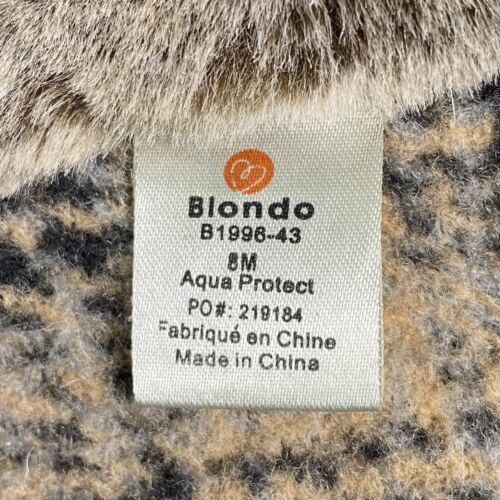 Blondo
B1996-43
8M
Aqua Protect
PO#: 219184
Fabriqué en Chine
Made in China